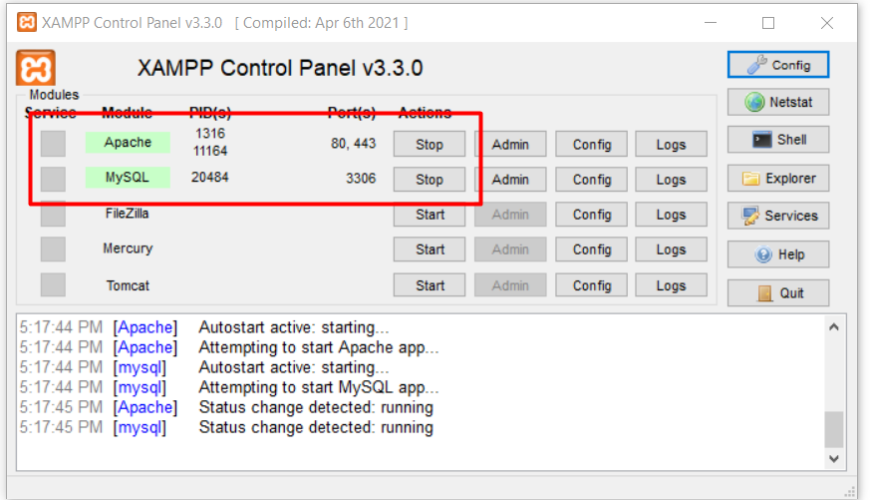 XAMPP Control Panel v3.3.0 [ Compiled: Apr 6th 2021 ]
XAMPP Control Panel v3.3.0
Config
Modules
Service Module PID(s) Port(s) Actions
Netstat
Apache 1316 11164 80, 443 Stop Admin Config Logs
Shell
MySQL 20484 3306 Stop Admin Config Logs
Explorer
FileZilla Start Admin Config Logs
Services
Mercury Start Admin Config Logs
Help
Tomcat Start Admin Config Logs
Quit
5:17:44 PM [Apache] Autostart active: starting...
5:17:44 PM [Apache] Attempting to start Apache app...
5:17:44 PM [mysql] Autostart active: starting...
5:17:44 PM [mysql] Attempting to start MySQL app...
5:17:45 PM [Apache] Status change detected: running
5:17:45 PM [mysql] Status change detected: running